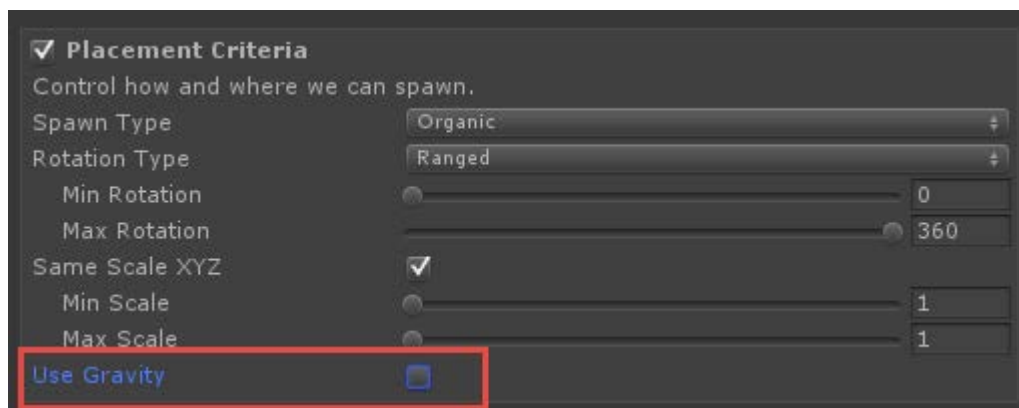 Placement Criteria
Control how and where we can spawn.
Spawn Type Organic
Rotation Type Ranged
Min Rotation 0
Max Rotation 360
Same Scale XYZ
Min Scale 1
Max Scale 1
Use Gravity